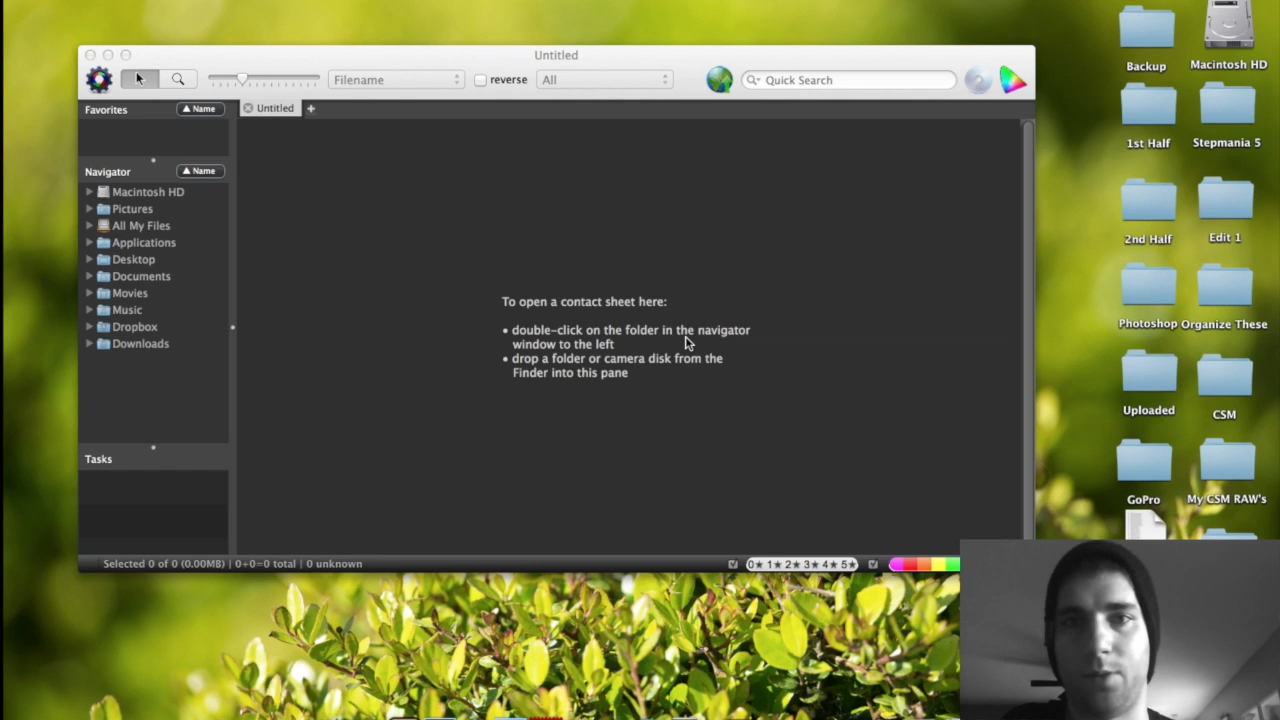 Untitled
Filename
reverse
All
Quick Search
Favorites
▲ Name
Untitled
Navigator
▲ Name
Macintosh HD
Pictures
All My Files
Applications
Desktop
Documents
Movies
Music
Dropbox
Downloads
Tasks
To open a contact sheet here:
• double-click on the folder in the navigator
window to the left
• drop a folder or camera disk from the
Finder into this pane
Selected 0 of 0 (0.00MB) | 0+0=0 total | 0 unknown
0★ 1★ 2★ 3★ 4★ 5★
Backup
Macintosh HD
1st Half
Stepmania 5
2nd Half
Edit 1
Photoshop
Organize These
Uploaded
CSM
GoPro
My CSM RAW's